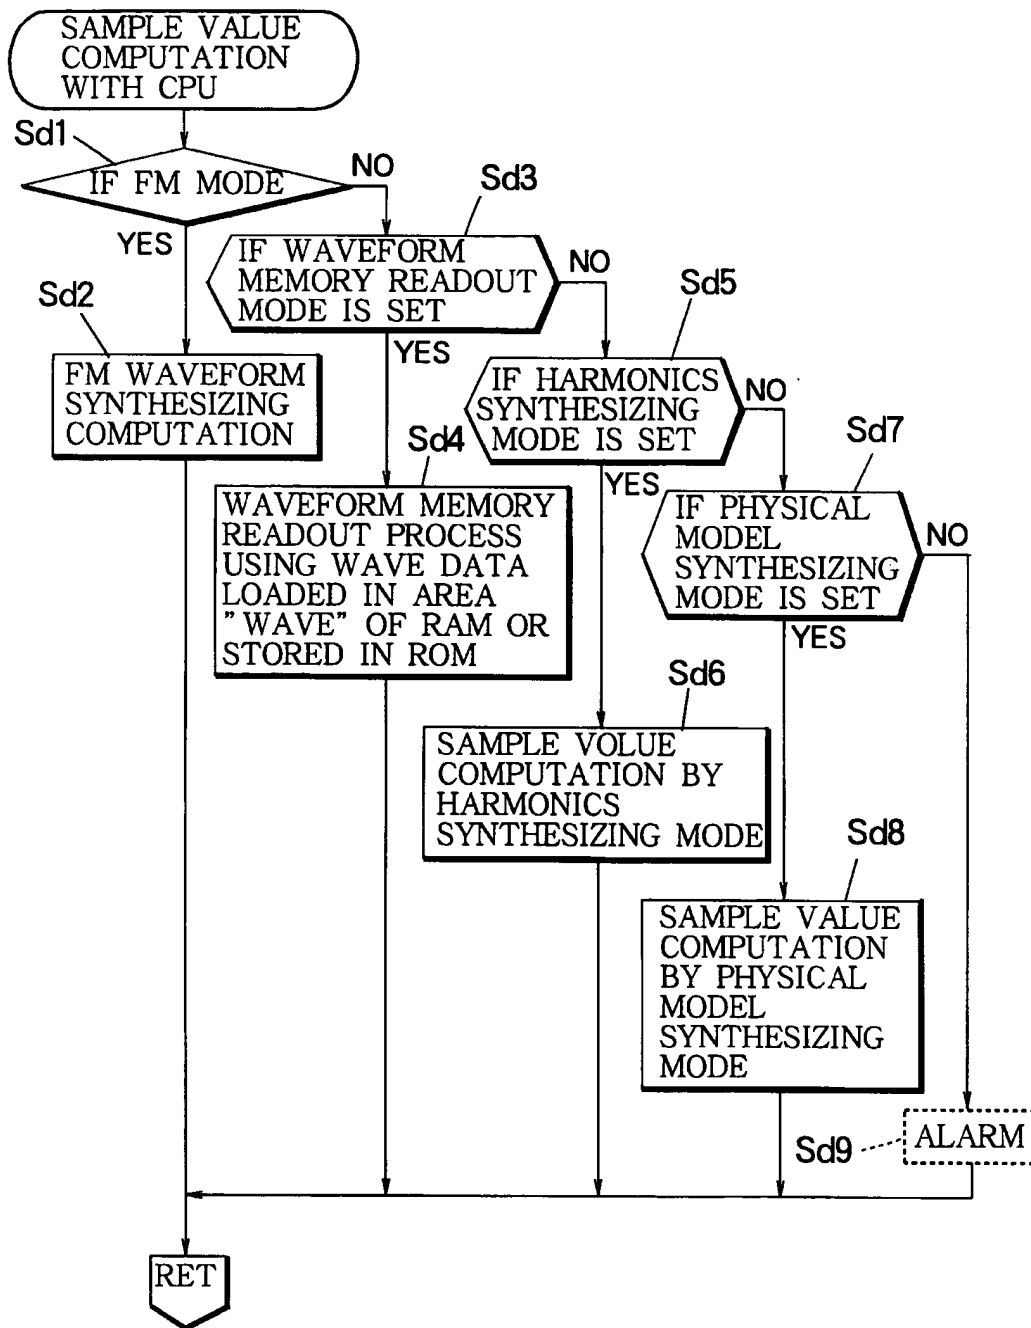 SAMPLE VALUE
COMPUTATION
WITH CPU
Sd1
IF FM MODE
NO
YES
Sd3
IF WAVEFORM
MEMORY READOUT
MODE IS SET
NO
YES
Sd2
FM WAVEFORM
SYNTHESIZING
COMPUTATION
Sd5
IF HARMONICS
SYNTHESIZING
MODE IS SET
NO
YES
Sd4
WAVEFORM MEMORY
READOUT PROCESS
USING WAVE DATA
LOADED IN AREA
"WAVE" OF RAM OR
STORED IN ROM
Sd7
IF PHYSICAL
MODEL
SYNTHESIZING
MODE IS SET
NO
YES
Sd6
SAMPLE VOLUE
COMPUTATION BY
HARMONICS
SYNTHESIZING MODE
Sd8
SAMPLE VALUE
COMPUTATION
BY PHYSICAL
MODEL
SYNTHESIZING
MODE
Sd9
ALARM
RET